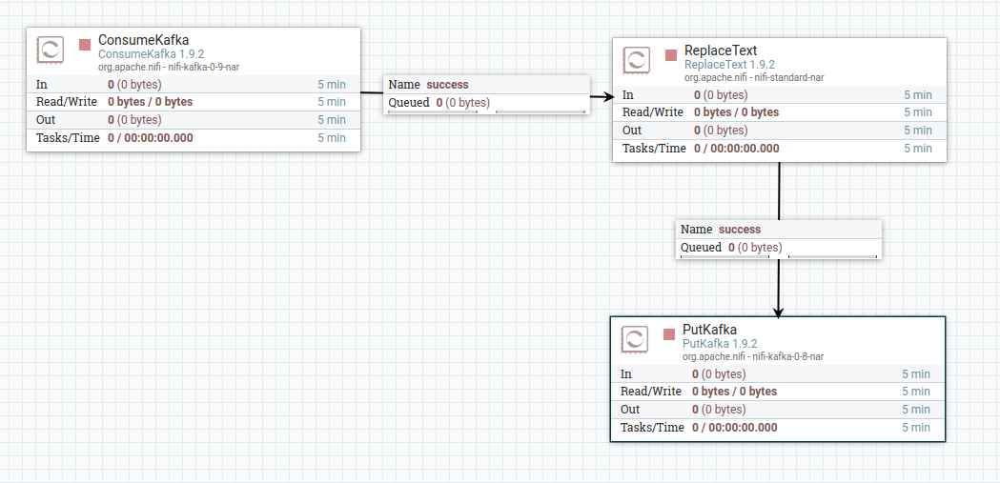 ConsumeKafka
ConsumeKafka 1.9.2
org.apache.nifi - nifi-kafka-0-9-nar
In 0 (0 bytes) 5 min
Read/Write 0 bytes / 0 bytes 5 min
Out 0 (0 bytes) 5 min
Tasks/Time 0 / 00:00:00.000 5 min
Name success
Queued 0 (0 bytes)
ReplaceText
ReplaceText 1.9.2
org.apache.nifi - nifi-standard-nar
In 0 (0 bytes) 5 min
Read/Write 0 bytes / 0 bytes 5 min
Out 0 (0 bytes) 5 min
Tasks/Time 0 / 00:00:00.000 5 min
Name success
Queued 0 (0 bytes)
PutKafka
PutKafka 1.9.2
org.apache.nifi - nifi-kafka-0-8-nar
In 0 (0 bytes) 5 min
Read/Write 0 bytes / 0 bytes 5 min
Out 0 (0 bytes) 5 min
Tasks/Time 0 / 00:00:00.000 5 min